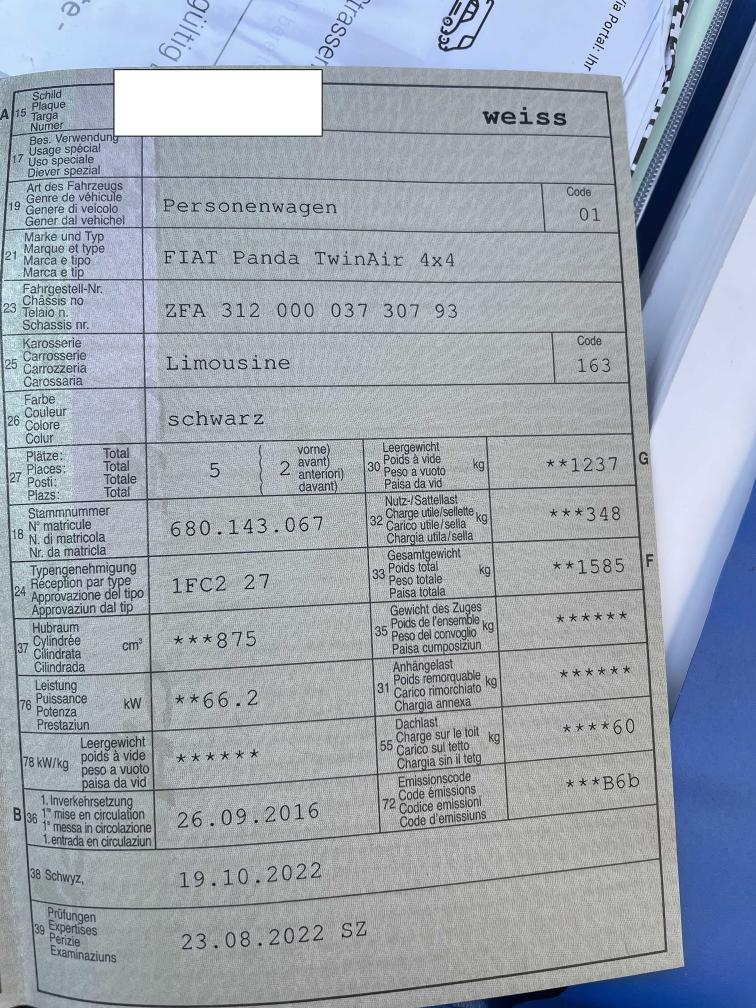 te -
gültig
trassen
via Portal: Ihr
A 15 Schild
Plaque
Targa
Numer
weiss
17 Bes. Verwendung
Usage spécial
Uso speciale
Diever spezial
19 Art des Fahrzeugs
Genre de véhicule
Genere di veicolo
Gener dal vehichel
Personenwagen
Code
01
21 Marke und Typ
Marque et type
Marca e tipo
Marca e tip
FIAT Panda TwinAir 4x4
23 Fahrgestell-Nr.
Châssis no
Telaio n.
Schassis nr.
ZFA 312 000 037 307 93
25 Karosserie
Carrosserie
Carrozzeria
Carossaria
Limousine
Code
163
26 Farbe
Couleur
Colore
Colur
schwarz
27 Plätze: Total
Places: Total
Posti: Totale
Plazs: Total
5 ( 2 vorne)
avant)
anteriori)
davant)
30 Leergewicht
Poids à vide kg
Peso a vuoto
Paisa da vid
**1237 G
18 Stammnummer
N° matricule
N. di matricola
Nr. da matricla
680.143.067
32 Nutz-/Sattellast
Charge utile/sellette kg
Carico utile/sella
Chargia utila/sella
***348
24 Typengenehmigung
Réception par type
Approvazione del tipo
Approvaziun dal tip
1FC2 27
33 Gesamtgewicht
Poids total kg
Peso totale
Paisa totala
**1585 F
37 Hubraum
Cylindrée cm³
Cilindrata
Cilindrada
***875
35 Gewicht des Zuges
Poids de l'ensemble kg
Peso del convoglio
Paisa cumposiziun
******
76 Leistung
Puissance kW
Potenza
Prestaziun
**66.2
31 Anhängelast
Poids remorquable kg
Carico rimorchiato
Chargia annexa
******
78 kW/kg Leergewicht
poids à vide
peso a vuoto
paisa da vid
******
55 Dachlast
Charge sur le toit kg
Carico sul tetto
Chargia sin il tetg
****60
B 36 1. Inverkehrsetzung
1re mise en circulation
1a messa in circolazione
1. entrada en circulaziun
26.09.2016
72 Emissionscode
Code émissions
Codice emissioni
Code d'emissiuns
***B6b
38 Schwyz, 19.10.2022
39 Prüfungen
Expertises
Perizie
Examinaziuns
23.08.2022 SZ